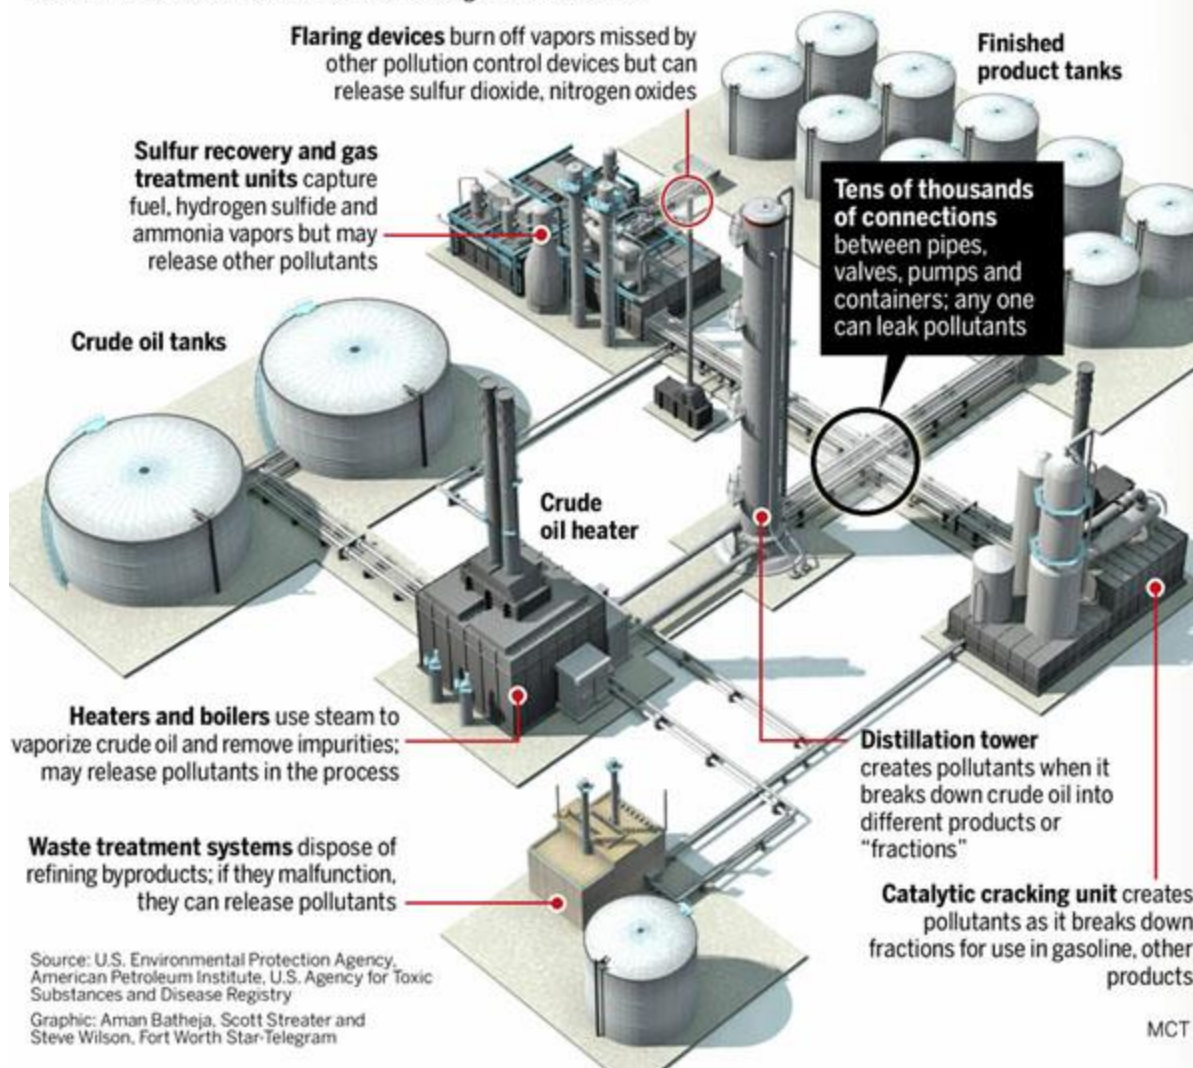 Flaring devices burn off vapors missed by
other pollution control devices but can
release sulfur dioxide, nitrogen oxides
Finished
product tanks
Sulfur recovery and gas
treatment units capture
fuel, hydrogen sulfide and
ammonia vapors but may
release other pollutants
Tens of thousands
of connections
between pipes,
valves, pumps and
containers; any one
can leak pollutants
Crude oil tanks
Crude
oil heater
Heaters and boilers use steam to
vaporize crude oil and remove impurities;
may release pollutants in the process
Distillation tower
creates pollutants when it
breaks down crude oil into
different products or
“fractions”
Waste treatment systems dispose of
refining byproducts; if they malfunction,
they can release pollutants
Catalytic cracking unit creates
pollutants as it breaks down
fractions for use in gasoline, other
products
Source: U.S. Environmental Protection Agency,
American Petroleum Institute, U.S. Agency for Toxic
Substances and Disease Registry
Graphic: Aman Batheja, Scott Streater and
Steve Wilson, Fort Worth Star-Telegram
MCT